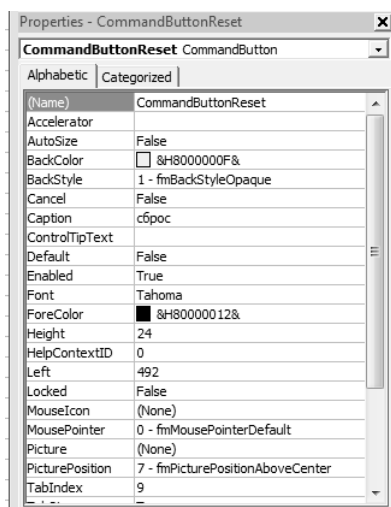 Properties - CommandButtonReset
CommandButtonReset CommandButton
Alphabetic Categorized
(Name) CommandButtonReset
Accelerator
AutoSize False
BackColor &H8000000F&
BackStyle 1 - fmBackStyleOpaque
Cancel False
Caption сброс
ControlTipText
Default False
Enabled True
Font Tahoma
ForeColor &H80000012&
Height 24
HelpContextID 0
Left 492
Locked False
MouseIcon (None)
MousePointer 0 - fmMousePointerDefault
Picture (None)
PicturePosition 7 - fmPicturePositionAboveCenter
TabIndex 9